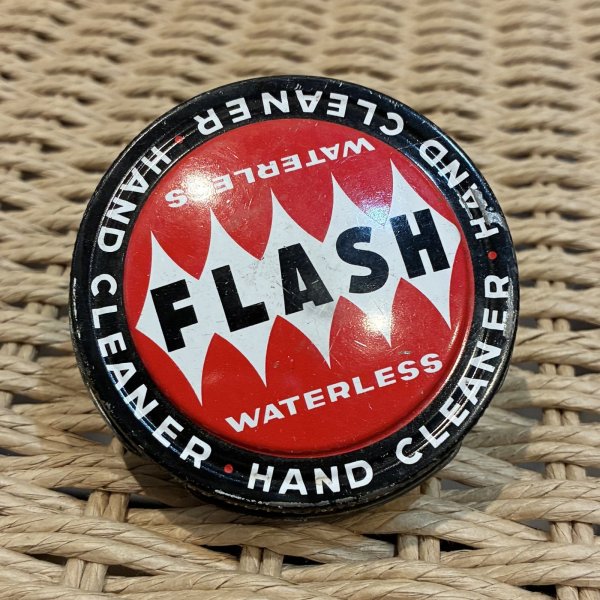 WATERLESS
FLASH
WATERLESS
HAND CLEANER • HAND CLEANER • HAND CLEANER •